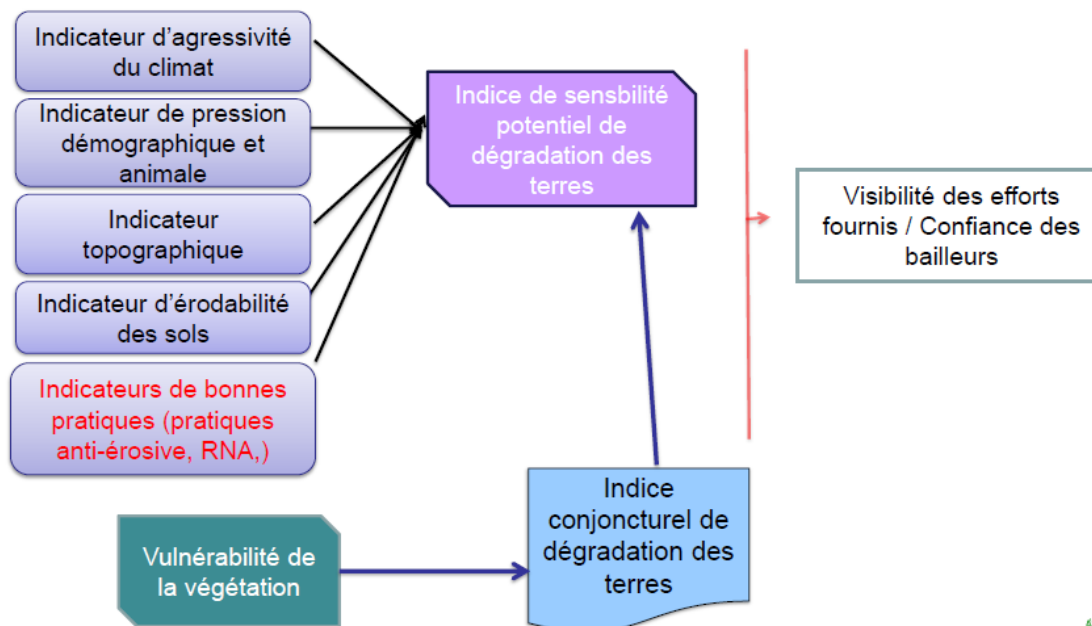 Indicateur d'agressivité
du climat
Indicateur de pression
démographique et
animale
Indicateur
topographique
Indicateur d'érodabilité
des sols
Indicateurs de bonnes
pratiques (pratiques
anti-érosive, RNA,)
Indice de sensbilité
potentiel de
dégradation des
terres
Visibilité des efforts
fournis / Confiance des
bailleurs
Vulnérabilité de
la végétation
Indice
conjoncturel de
dégradation des
terres